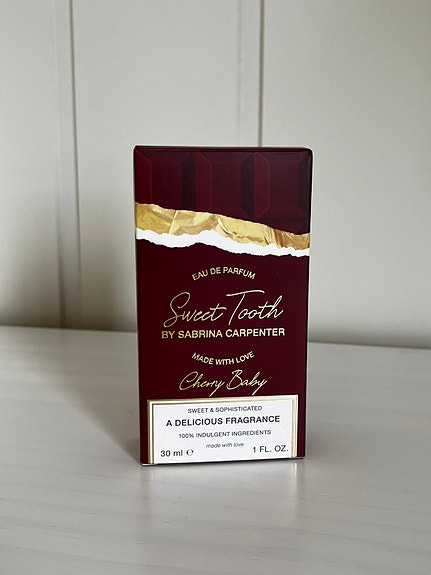 EAU DE PARFUM
Sweet Tooth
BY SABRINA CARPENTER
MADE WITH LOVE
Cherry Baby
SWEET & SOPHISTICATED
A DELICIOUS FRAGRANCE
100% INDULGENT INGREDIENTS
made with love
30 ml ℮ 1 FL. OZ.